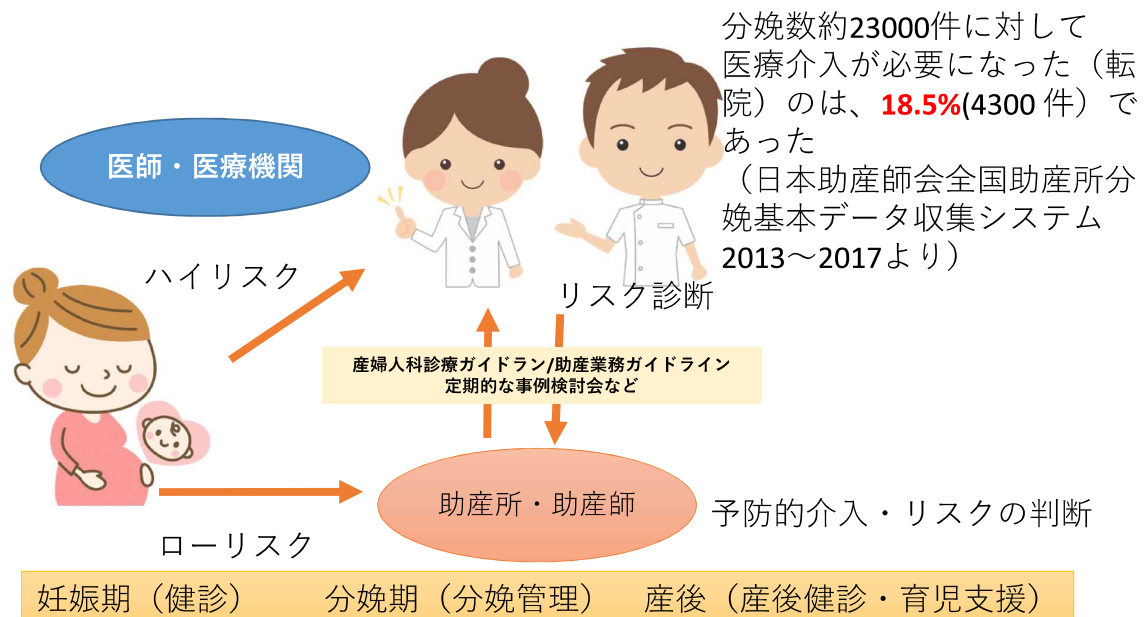 分娩数約23000件に対して
医療介入が必要になった（転
院）のは、18.5%(4300 件）で
あった
（日本助産師会全国助産所分
娩基本データ収集システム
2013～2017より）
医師・医療機関
ハイリスク
リスク診断
産婦人科診療ガイドラン/助産業務ガイドライン
定期的な事例検討会など
助産所・助産師
予防的介入・リスクの判断
ローリスク
妊娠期（健診） 分娩期（分娩管理） 産後（産後健診・育児支援）